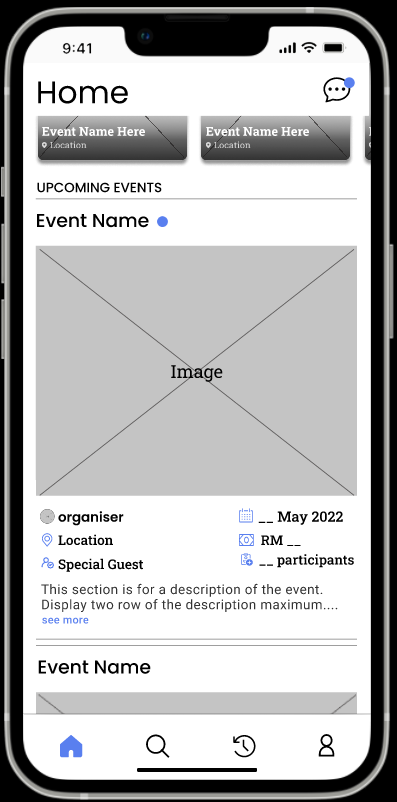 9:41
Home
Event Name Here
Location
Event Name Here
Location
UPCOMING EVENTS
Event Name
Image
organiser
__ May 2022
Location
RM __
Special Guest
__ participants
This section is for a description of the event.
Display two row of the description maximum....
see more
Event Name